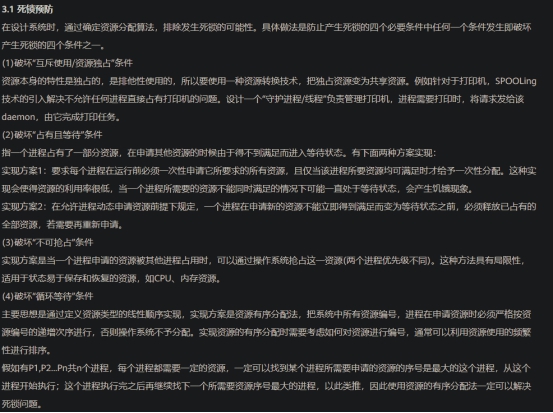 3.1 死锁预防
在设计系统时，通过确定资源分配算法，排除发生死锁的可能性。具体做法是防止产生死锁的四个必要条件中任何一个条件发生即破坏
产生死锁的四个条件之一。
(1)破坏“互斥使用/资源独占”条件
资源本身的特性是独占的，是排他性使用的，所以要使用一种资源转换技术，把独占资源变为共享资源。例如针对于打印机，SPOOLing
技术的引入解决不允许任何进程直接占有打印机的问题。设计一个“守护进程/线程”负责管理打印机，进程需要打印时，将请求发给该
daemon，由它完成打印任务。
(2)破坏“占有且等待”条件
指一个进程占有了一部分资源，在申请其他资源的时候由于得不到满足而进入等待状态。有下面两种方案实现：
实现方案1：要求每个进程在运行前必须一次性申请它所要求的所有资源，且仅当该进程所要资源均可满足时才给予一次性分配。这种实
现会使得资源的利用率很低，当一个进程所需要的资源不能同时满足的情况下可能一直处于等待状态，会产生饥饿现象。
实现方案2：在允许进程动态申请资源前提下规定，一个进程在申请新的资源不能立即得到满足而变为等待状态之前，必须释放已占有的
全部资源，若需要再重新申请。
(3)破坏“不可抢占”条件
实现方案是当一个进程申请的资源被其他进程占用时，可以通过操作系统抢占这一资源(两个进程优先级不同)。这种方法具有局限性，
适用于状态易于保存和恢复的资源，如CPU、内存资源。
(4)破坏“循环等待”条件
主要思想是通过定义资源类型的线性顺序实现，实现方案是资源有序分配法，把系统中所有资源编号，进程在申请资源时必须严格按资
源编号的递增次序进行，否则操作系统不予分配。实现资源的有序分配时需要考虑如何对资源进行编号，通常可以利用资源使用的频繁
性进行排序。
假如有P1,P2...Pn共n个进程，每个进程都需要一定的资源，一定可以找到某个进程所需要申请的资源的序号是最大的这个进程，从这个
进程开始执行；这个进程执行完之后再继续找下一个所需要资源序号最大的进程，以此类推，因此使用资源的有序分配法一定可以解决
死锁问题。